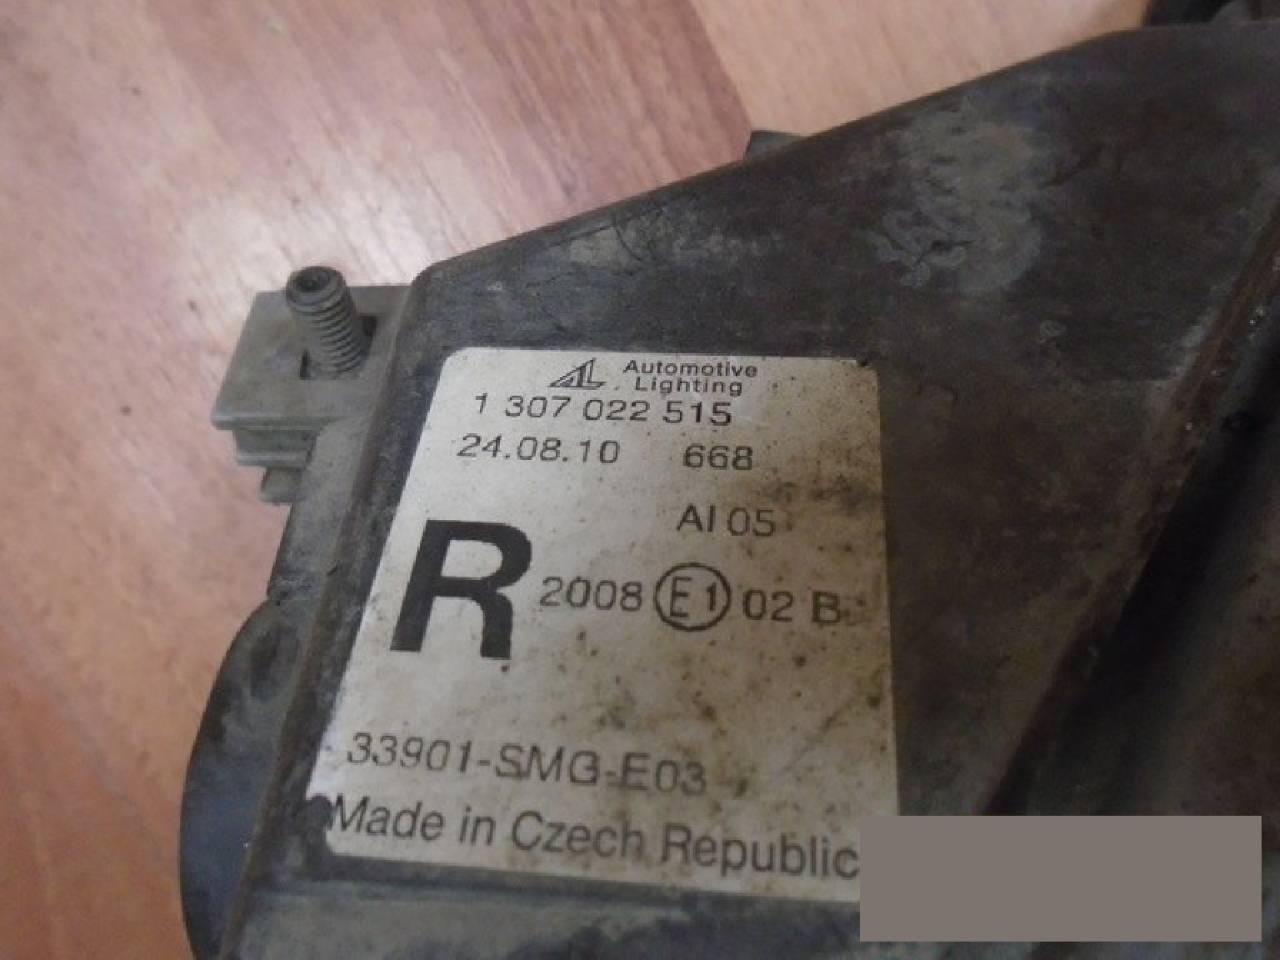 Automotive
Lighting
1 307 022 515
24.08.10 668
AI 05
R 2008 E1 02 B
33901-SMG-E03
Made in Czech Republic